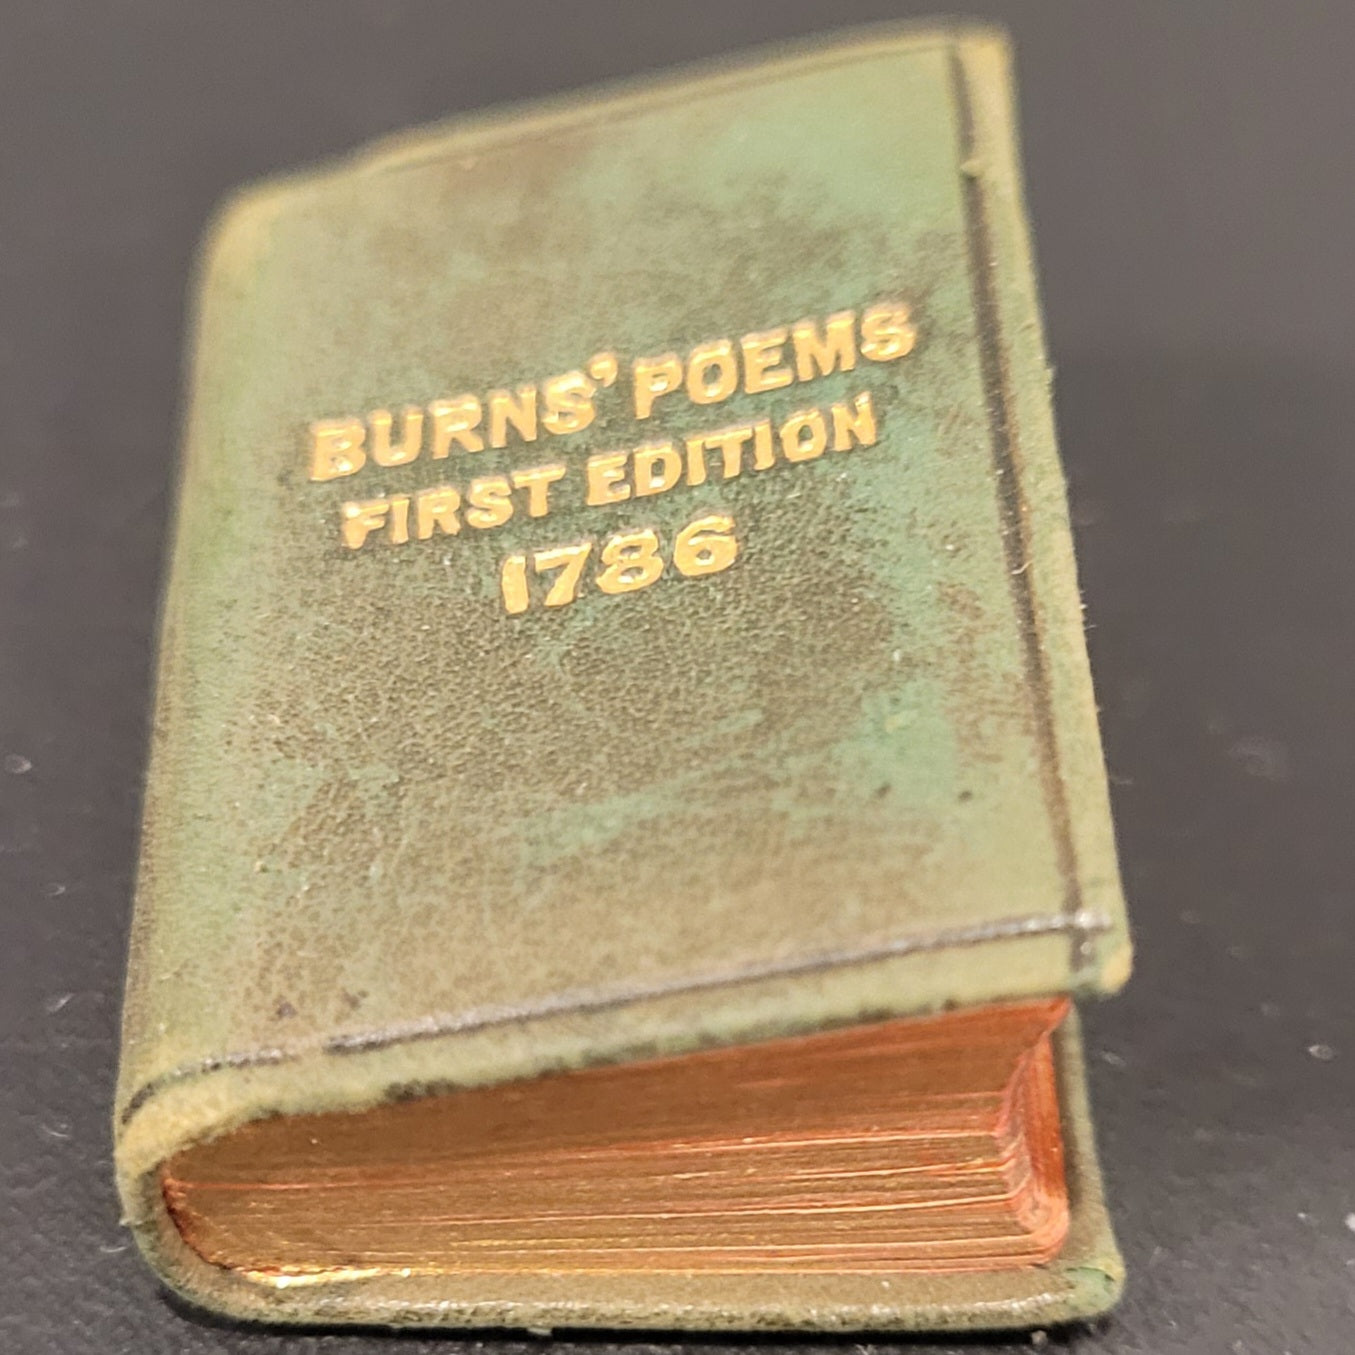 BURNS' POEMS
FIRST EDITION
1786